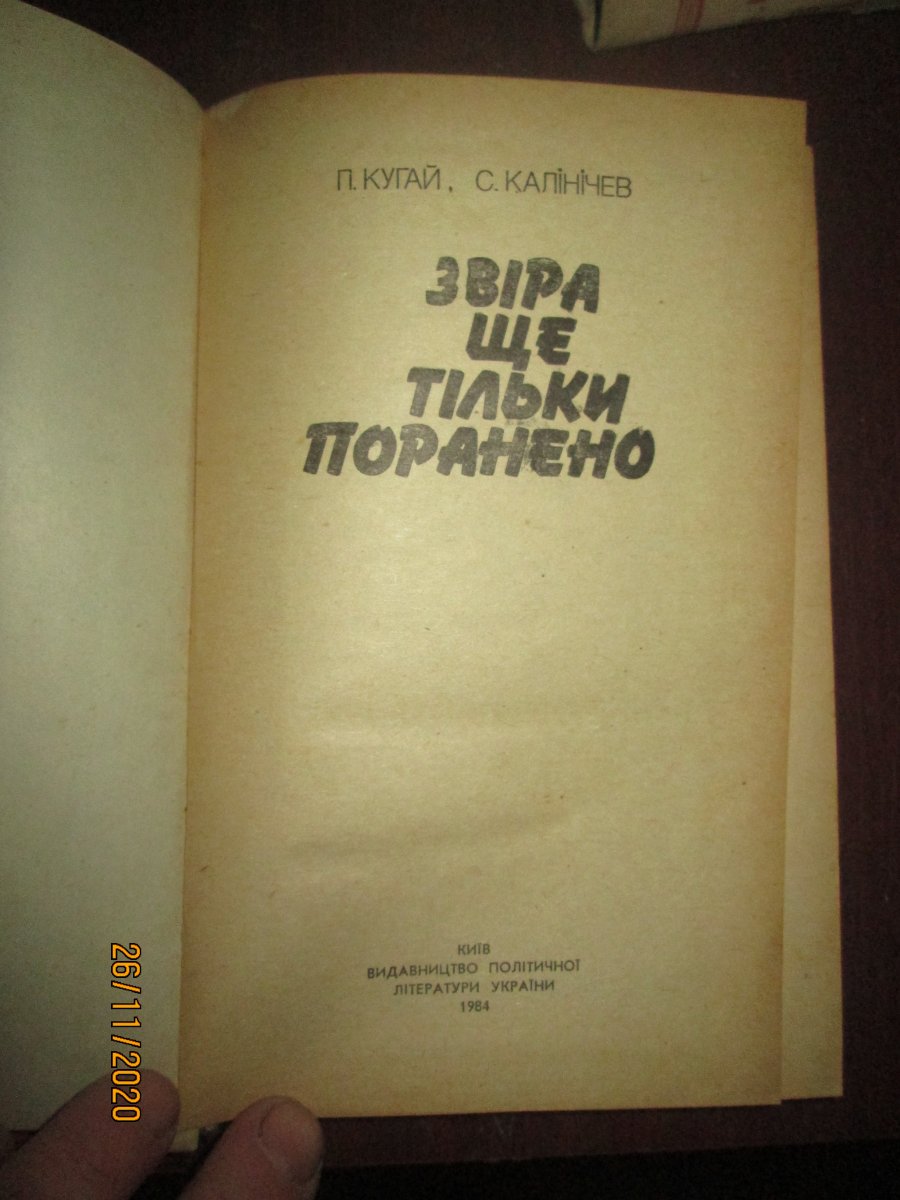 П. КУГАЙ, С. КАЛІНІЧЕВ
ЗВІРА
ЩЕ
ТІЛЬКИ
ПОРАНЕНО
КИЇВ
ВИДАВНИЦТВО ПОЛІТИЧНОЇ
ЛІТЕРАТУРИ УКРАЇНИ
1984
26/11/2020